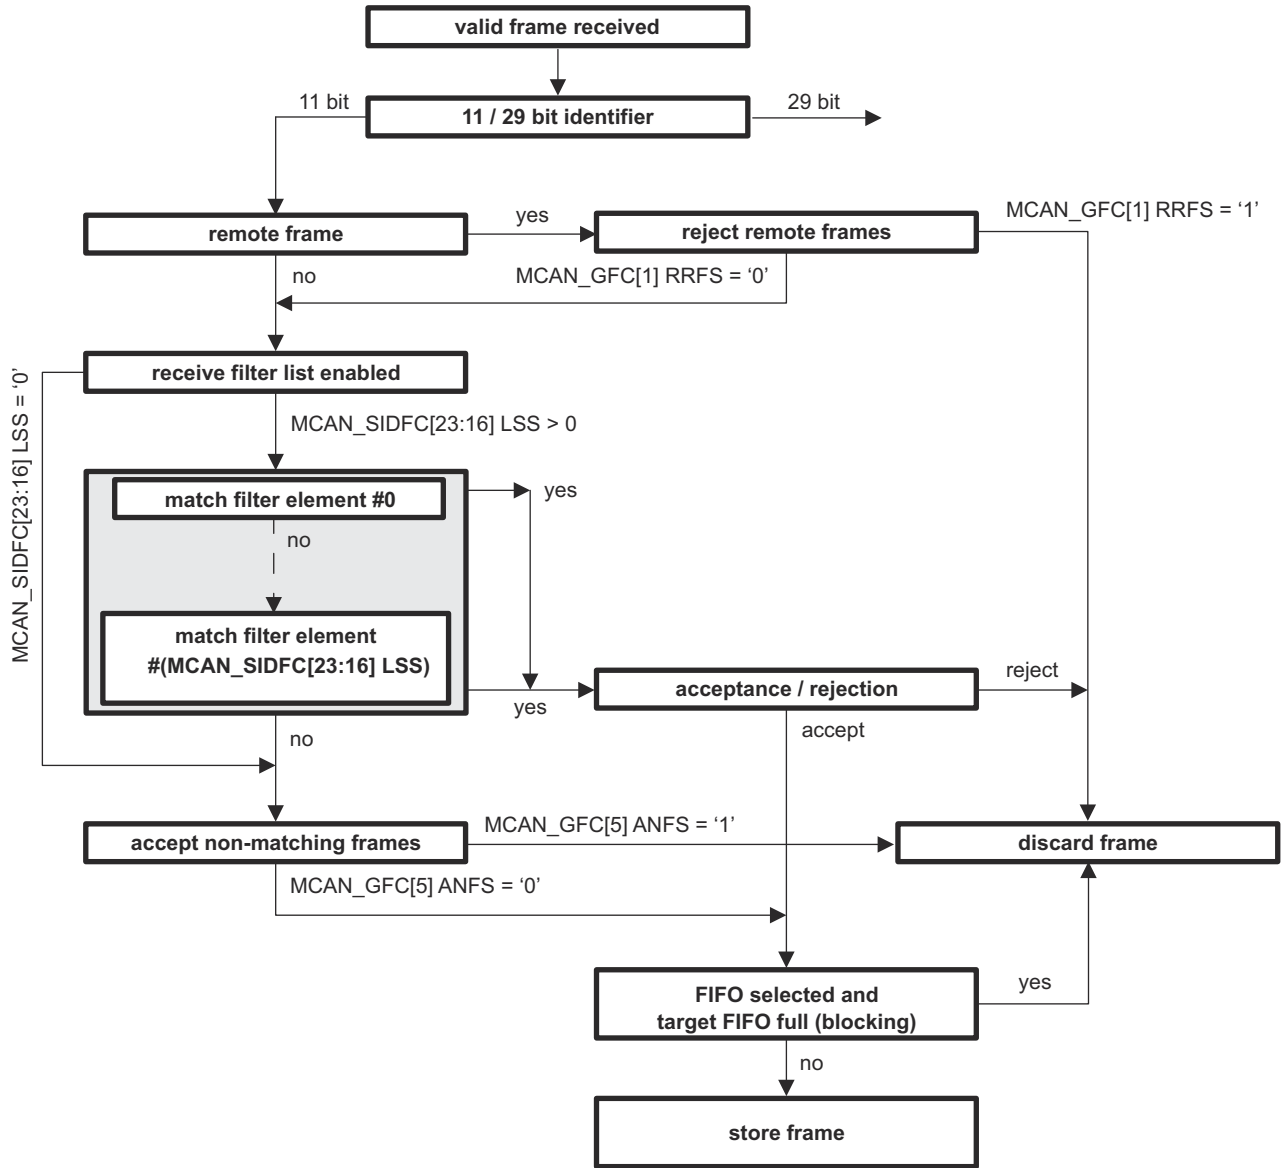 valid frame received
11 bit
11 / 29 bit identifier
29 bit
remote frame
yes
reject remote frames
MCAN_GFC[1] RRFS = ‘1’
no
MCAN_GFC[1] RRFS = ‘0’
receive filter list enabled
MCAN_SIDFC[23:16] LSS = ‘0’
MCAN_SIDFC[23:16] LSS > 0
match filter element #0
yes
no
match filter element
#(MCAN_SIDFC[23:16] LSS)
yes
acceptance / rejection
reject
accept
no
accept non-matching frames
MCAN_GFC[5] ANFS = ‘1’
discard frame
MCAN_GFC[5] ANFS = ‘0’
FIFO selected and
target FIFO full (blocking)
yes
no
store frame